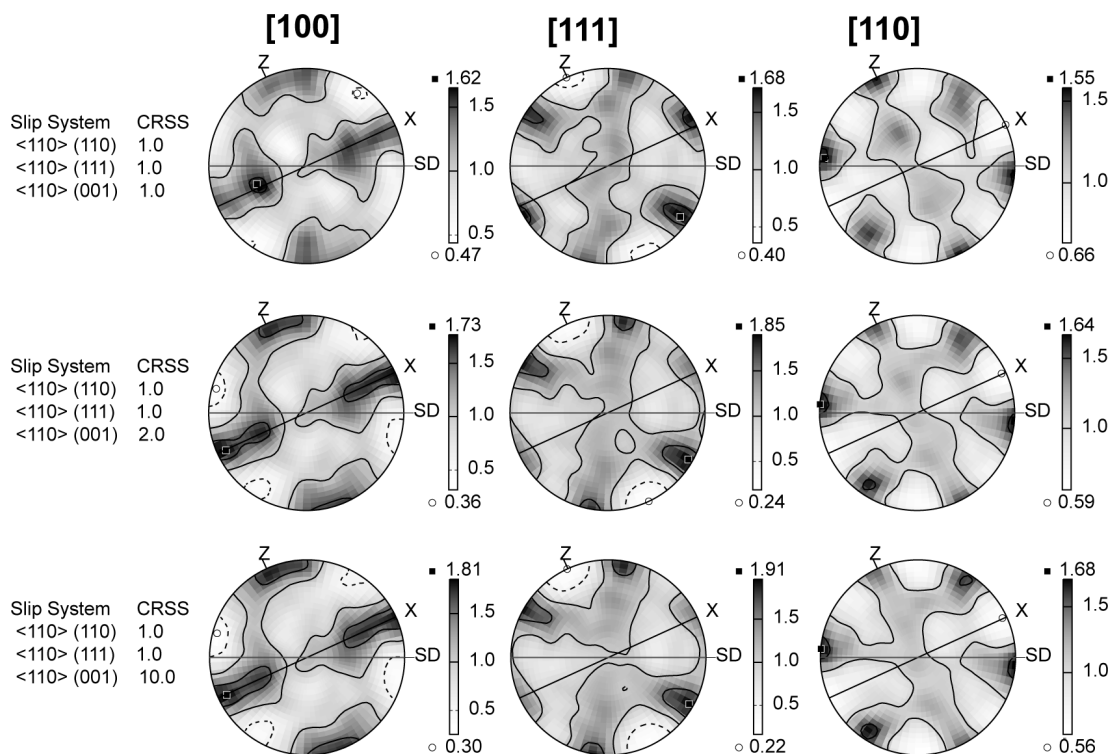 [100] [111] [110]
Z Z Z
■ 1.62 ■ 1.68 ■ 1.55
1.5 1.5 1.5
X X X
Slip System CRSS
<110> (110) 1.0
<110> (111) 1.0
<110> (001) 1.0
SD SD SD
1.0 1.0 1.0
0.5 0.5
○ 0.47 ○ 0.40 ○ 0.66
Z Z Z
■ 1.73 ■ 1.85 ■ 1.64
1.5 1.5 1.5
X X X
Slip System CRSS
<110> (110) 1.0
<110> (111) 1.0
<110> (001) 2.0
SD SD SD
1.0 1.0 1.0
0.5 0.5
○ 0.36 ○ 0.24 ○ 0.59
Z Z Z
■ 1.81 ■ 1.91 ■ 1.68
1.5 1.5 1.5
X X X
Slip System CRSS
<110> (110) 1.0
<110> (111) 1.0
<110> (001) 10.0
SD SD SD
1.0 1.0 1.0
0.5 0.5
○ 0.30 ○ 0.22 ○ 0.56